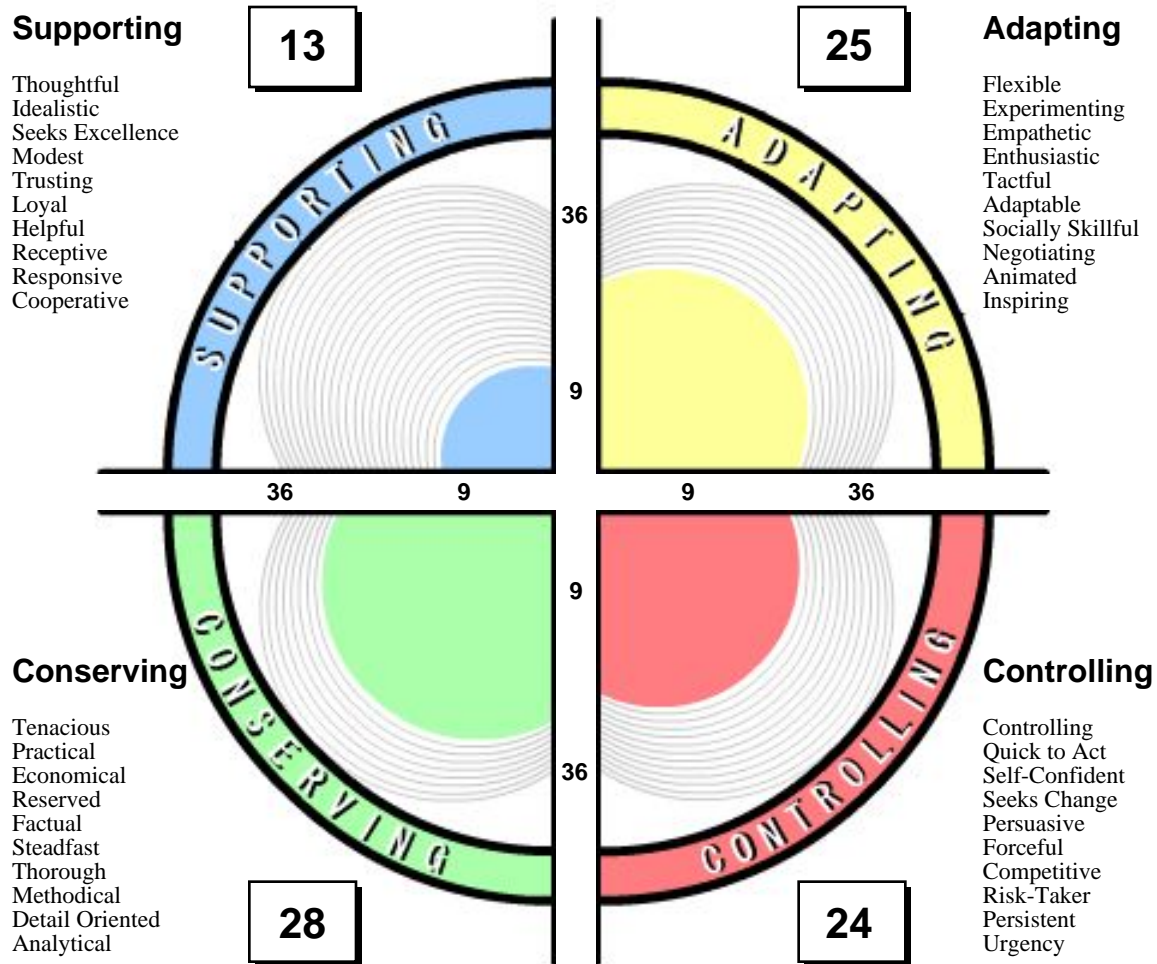 Supporting
13
Thoughtful
Idealistic
Seeks Excellence
Modest
Trusting
Loyal
Helpful
Receptive
Responsive
Cooperative
SUPPORTING
25
Adapting
Flexible
Experimenting
Empathetic
Enthusiastic
Tactful
Adaptable
Socially Skillful
Negotiating
Animated
Inspiring
ADAPTING
36
9
36 9 9 36
9
36
Conserving
Tenacious
Practical
Economical
Reserved
Factual
Steadfast
Thorough
Methodical
Detail Oriented
Analytical
CONSERVING
28
Controlling
Controlling
Quick to Act
Self-Confident
Seeks Change
Persuasive
Forceful
Competitive
Risk-Taker
Persistent
Urgency
CONTROLLING
24